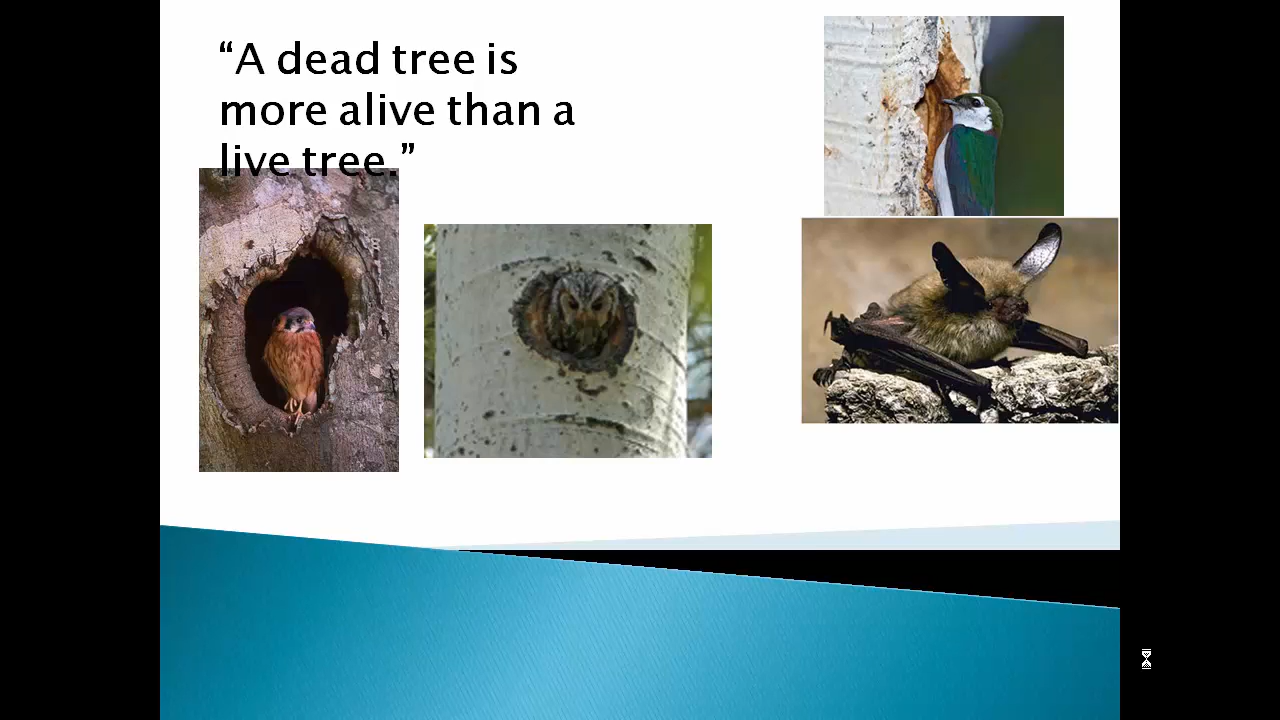 “A dead tree is
more alive than a
live tree.”